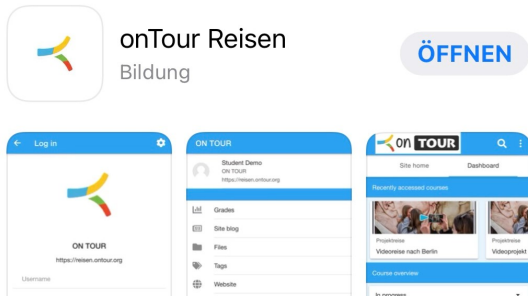 onTour Reisen
Bildung
ÖFFNEN
Log in
ON TOUR
https://reisen.ontour.org
Username
ON TOUR
Student Demo
ON TOUR
https://reisen.ontour.org
Grades
Site blog
Files
Tags
Website
on TOUR
Site home
Dashboard
Recently accessed courses
Projektreise
Videoreise nach Berlin
Projektreise
Videoprojekt
Course overview
In progress